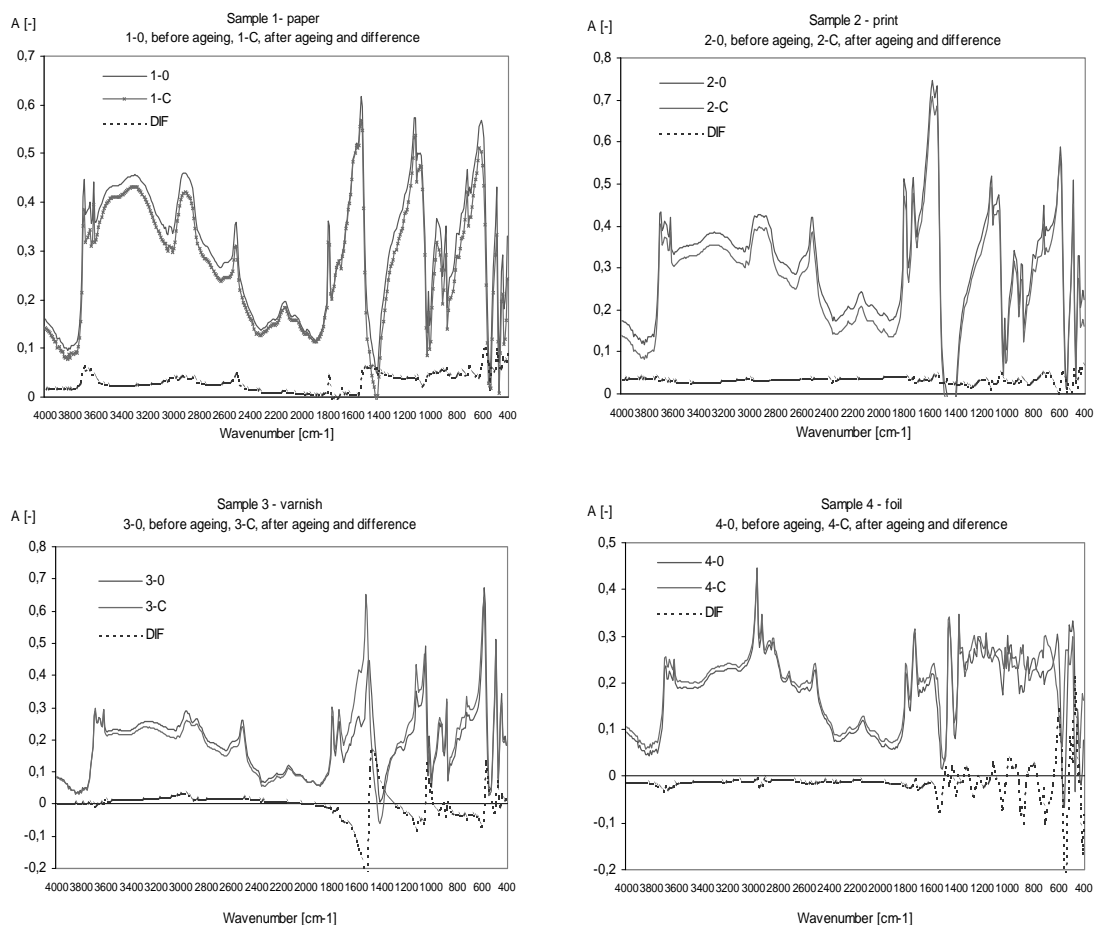 Sample 1- paper
A [-]
1-0, before ageing, 1-C, after ageing and difference
0,7
1-0
0,6
1-C
DIF
0,5
0,4
0,3
0,2
0,1
0
4000 3800 3600 3400 3200 3000 2800 2600 2400 2200 2000 1800 1600 1400 1200 1000 800 600 400
Wavenumber [cm-1]
Sample 2 - print
A [-]
2-0, before ageing, 2-C, after ageing and diference
0,8
2-0
0,7
2-C
0,6
DIF
0,5
0,4
0,3
0,2
0,1
0
4000 3800 3600 3400 3200 3000 2800 2600 2400 2200 2000 1800 1600 1400 1200 1000 800 600 400
Wavenumber [cm-1]
Sample 3 - varnish
A [-]
3-0, before ageing, 3-C, after ageing and difference
0,8
0,7
3-0
0,6
3-C
0,5
DIF
0,4
0,3
0,2
0,1
0
-0,1
-0,2
4000 3800 3600 3400 3200 3000 2800 2600 2400 2200 2000 1800 1600 1400 1200 1000 800 600 400
Wavenumber [cm-1]
Sample 4 - foil
A [-]
4-0, before ageing, 4-C, after ageing and diference
0,5
4-0
0,4
4-C
DIF
0,3
0,2
0,1
0
-0,1
-0,2
4000 3800 3600 3400 3200 3000 2800 2600 2400 2200 2000 1800 1600 1400 1200 1000 800 600 400
Wavenumber [cm-1]